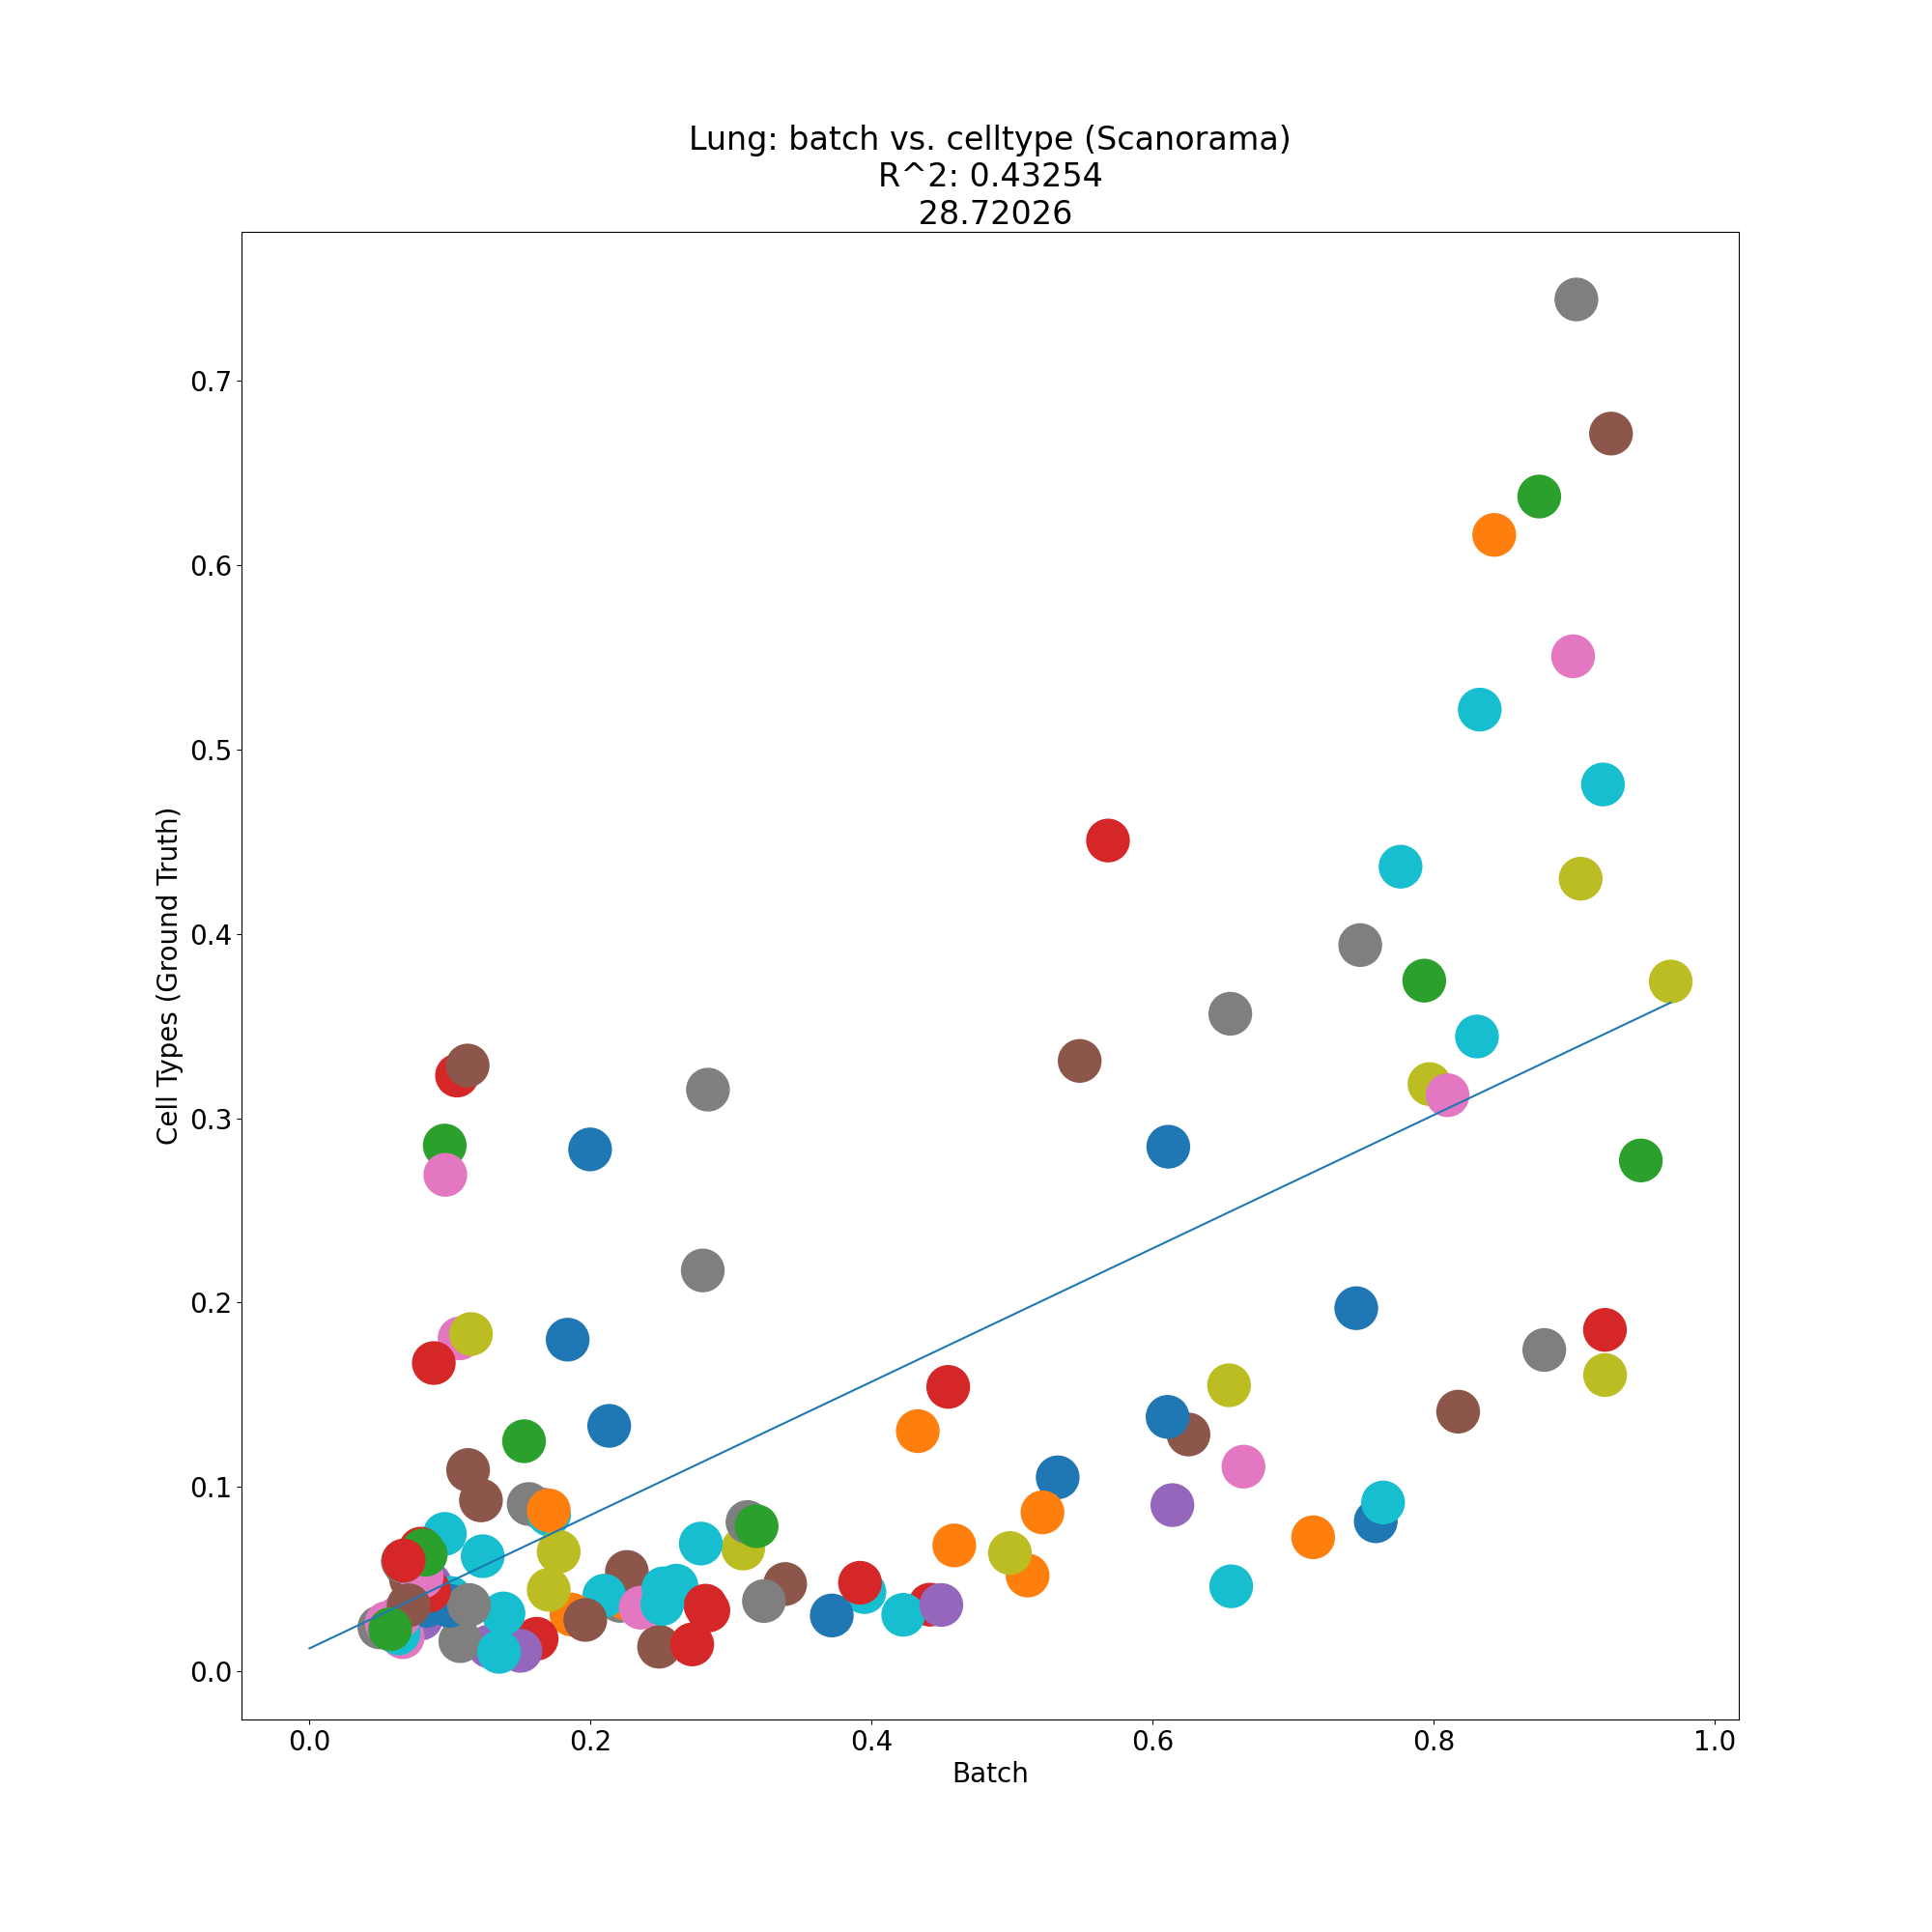 Lung: batch vs. celltype (Scanorama)
R^2: 0.43254
28.72026
Cell Types (Ground Truth)
0.7
0.6
0.5
0.4
0.3
0.2
0.1
0.0
0.0 0.2 0.4 0.6 0.8 1.0
Batch